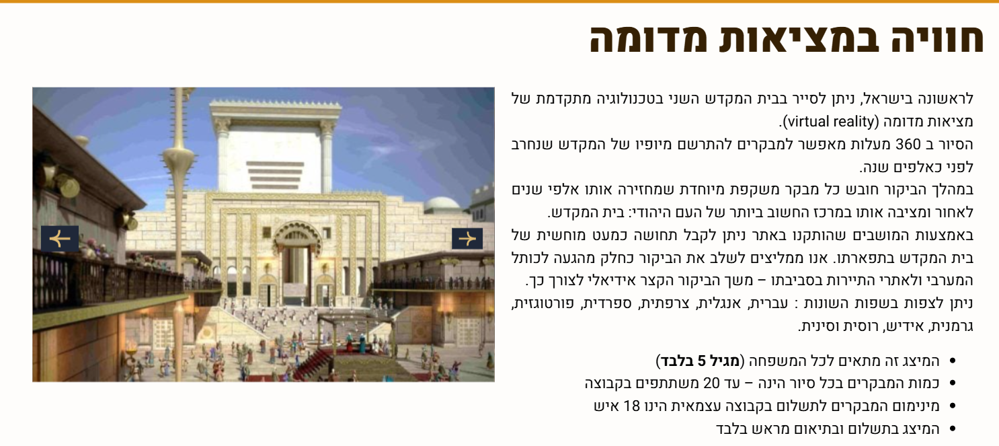 חוויה במציאות מדומה
לראשונה בישראל, ניתן לסייר בבית המקדש השני בטכנולוגיה מתקדמת של
מציאות מדומה (virtual reality).
הסיור ב 360 מעלות מאפשר למבקרים להתרשם מיופיו של המקדש שנחרב
לפני כאלפים שנה.
במהלך הביקור חובש כל מבקר משקפת מיוחדת שמחזירה אותו אלפי שנים
לאחור ומציבה אותו במרכז החשוב ביותר של העם היהודי: בית המקדש.
באמצעות המושבים שהותקנו באתר ניתן לקבל תחושה כמעט מוחשית של
בית המקדש בתפארתו. אנו ממליצים לשלב את הביקור כחלק מהגעה לכותל
המערבי ולאתרי התיירות בסביבתו – משך הביקור הקצר אידיאלי לצורך כך.
ניתן לצפות בשפות השונות : עברית, אנגלית, צרפתית, ספרדית, פורטוגזית,
גרמנית, אידיש, רוסית וסינית.
• המיצג זה מתאים לכל המשפחה (מגיל 5 בלבד)
• כמות המבקרים בכל סיור הינה – עד 20 משתתפים בקבוצה
• מינימום המבקרים לתשלום בקבוצה עצמאית הינו 18 איש
• המיצג בתשלום ובתיאום מראש בלבד